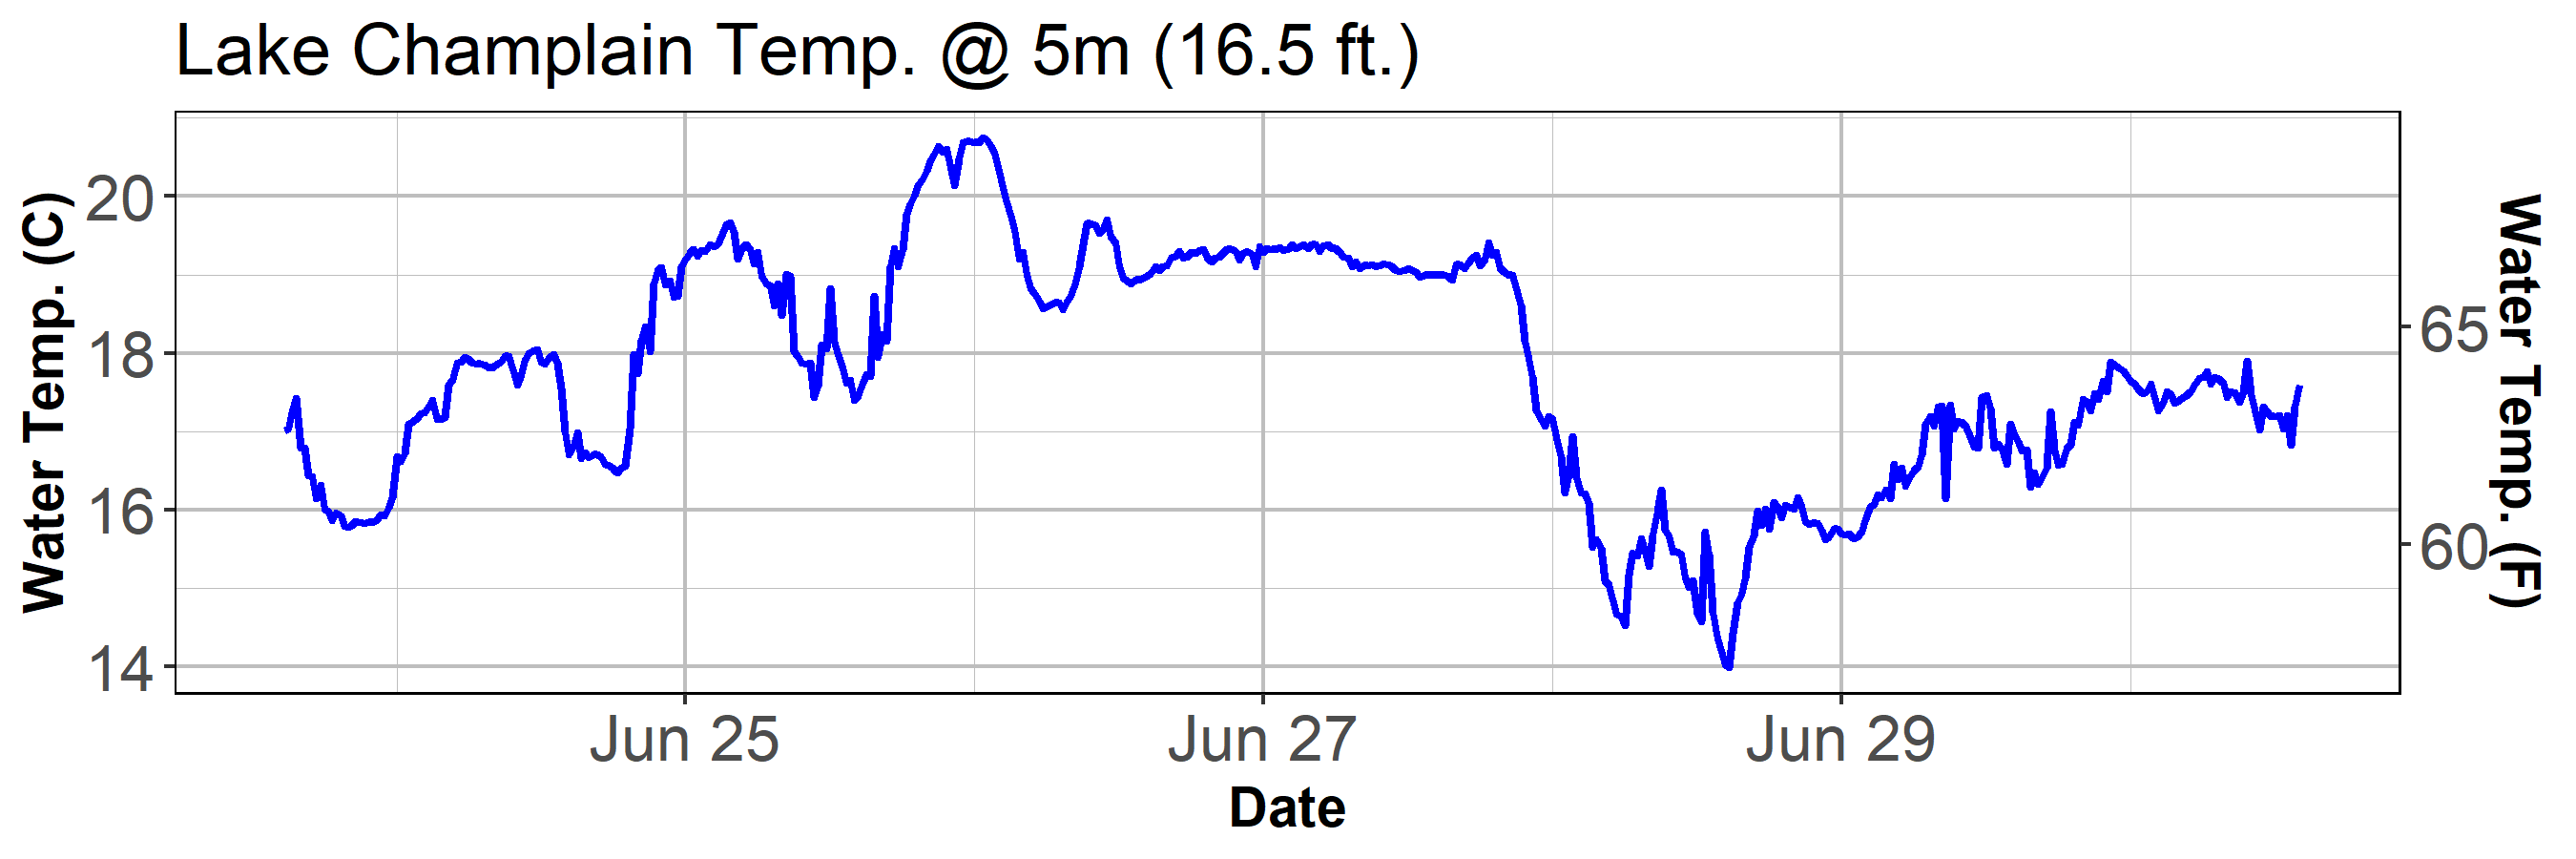 Lake Champlain Temp. @ 5m (16.5 ft.)
Water Temp. (C)
20
18
16
14
65
60
Water Temp. (F)
Jun 25
Jun 27
Jun 29
Date